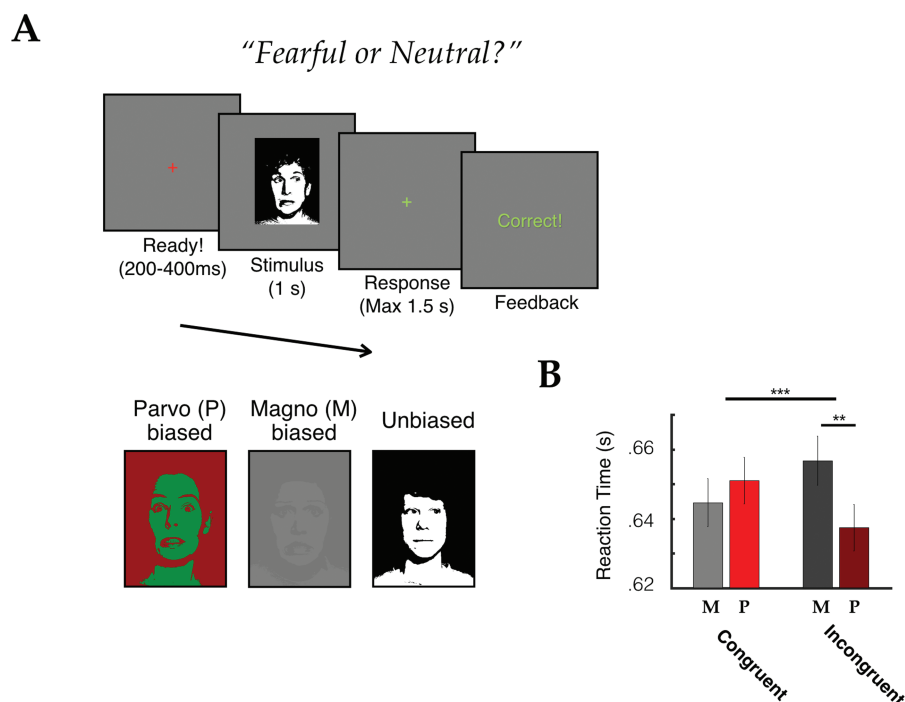 A
“Fearful or Neutral?”
+
+
Correct!
Ready!
(200-400ms)
Stimulus
(1 s)
Response
(Max 1.5 s)
Feedback
Parvo (P)
biased
Magno (M)
biased
Unbiased
B
***
**
Reaction Time (s)
.66
.64
.62
M
P
M
P
Congruent
Incongruent